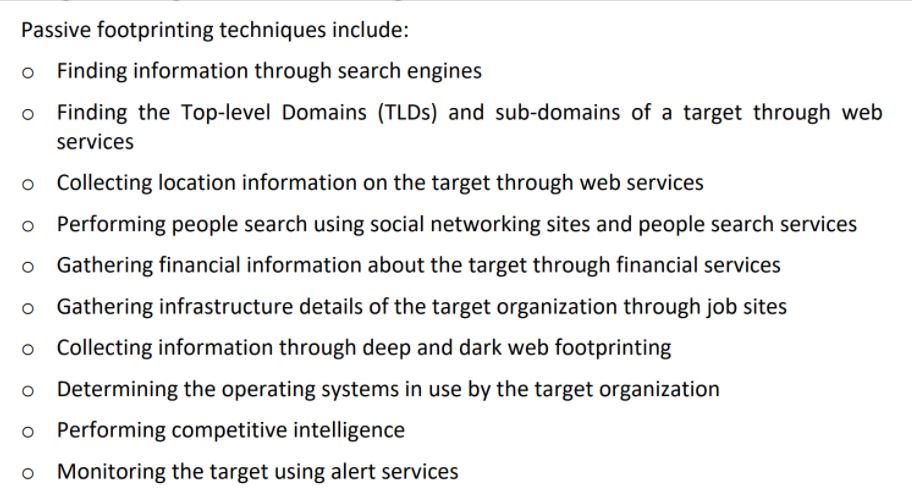 Passive footprinting techniques include:
o Finding information through search engines
o Finding the Top-level Domains (TLDs) and sub-domains of a target through web
services
o Collecting location information on the target through web services
o Performing people search using social networking sites and people search services
o Gathering financial information about the target through financial services
o Gathering infrastructure details of the target organization through job sites
o Collecting information through deep and dark web footprinting
o Determining the operating systems in use by the target organization
o Performing competitive intelligence
o Monitoring the target using alert services